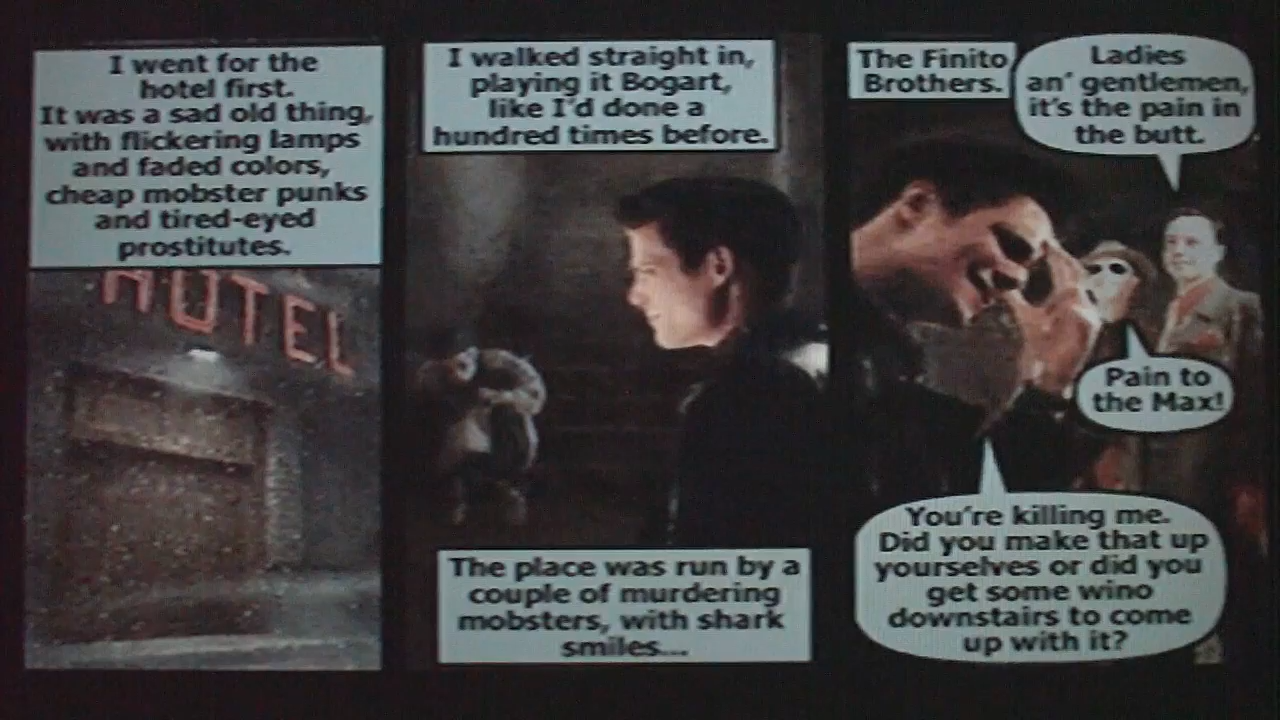 I went for the
hotel first.
It was a sad old thing,
with flickering lamps
and faded colors,
cheap mobster punks
and tired-eyed
prostitutes.
HOTEL
I walked straight in,
playing it Bogart,
like I'd done a
hundred times before.
The place was run by a
couple of murdering
mobsters, with shark
smiles...
The Finito
Brothers.
Ladies
an' gentlemen,
it's the pain in
the butt.
Pain to
the Max!
You're killing me.
Did you make that up
yourselves or did you
get some wino
downstairs to come
up with it?